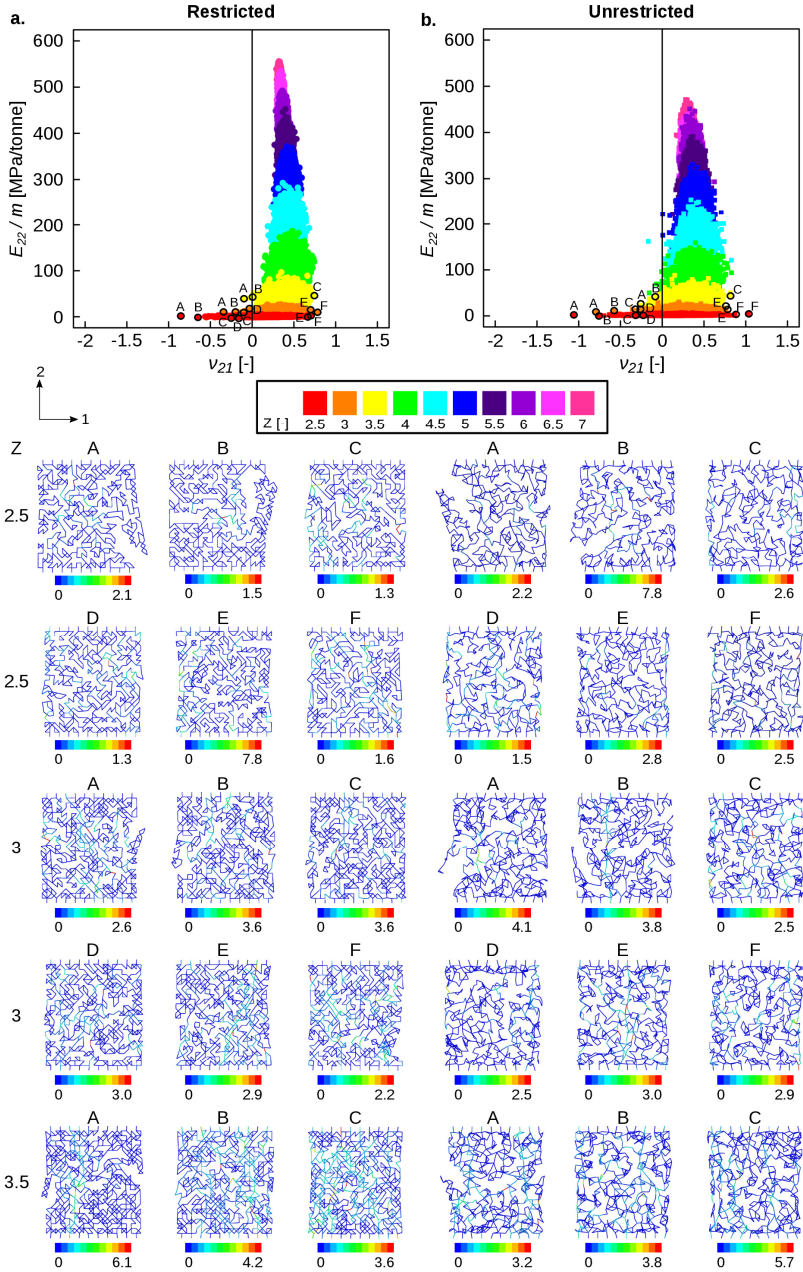 a. Restricted b. Unrestricted
600 600
500 500
400 400
300 300
200 200
100 100
0 0
E22 / m [MPa/tonne] E22 / m [MPa/tonne]
A B A B A B C C D C D E E F F
A A B C B A D B E C E F F
-2 -1.5 -1 -0.5 0 0.5 1 1.5 -2 -1.5 -1 -0.5 0 0.5 1 1.5
ν21 [-] ν21 [-]
2
1
Z [-] 2.5 3 3.5 4 4.5 5 5.5 6 6.5 7
Z A B C A B C
2.5
0 2.1 0 1.5 0 1.3 0 2.2 0 7.8 0 2.6
D E F D E F
2.5
0 1.3 0 7.8 0 1.6 0 1.5 0 2.8 0 2.5
A B C A B C
3
0 2.6 0 3.6 0 3.6 0 4.1 0 3.8 0 2.5
D E F D E F
3
0 3.0 0 2.9 0 2.2 0 2.5 0 3.0 0 2.9
A B C A B C
3.5
0 6.1 0 4.2 0 3.6 0 3.2 0 3.8 0 5.7